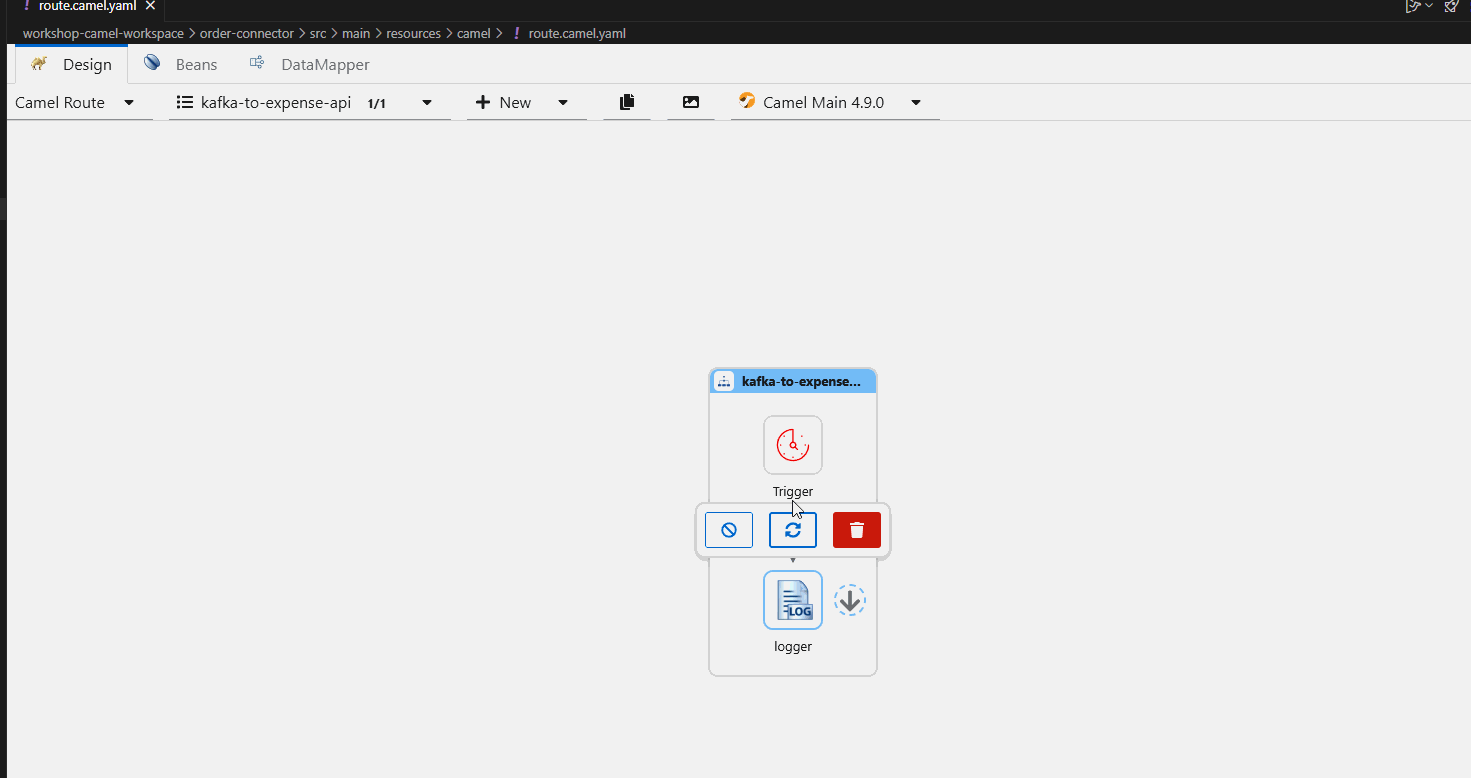 ! route.camel.yaml ×
workshop-camel-workspace > order-connector > src > main > resources > camel > ! route.camel.yaml
Design Beans DataMapper
Camel Route kafka-to-expense-api 1/1 + New Camel Main 4.9.0
kafka-to-expense...
Trigger
LOG
logger